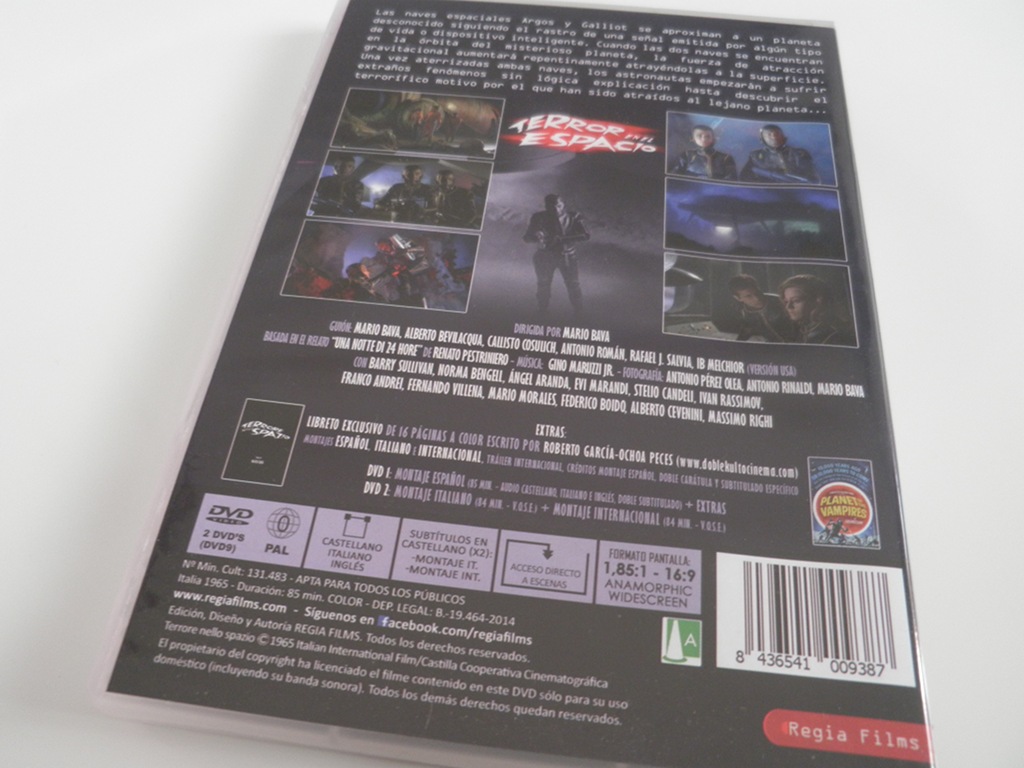 Las naves espaciales Argos y Galliot se aproximan a un planeta
desconocido siguiendo el rastro de una señal emitida por algún tipo
de vida o dispositivo inteligente. Cuando las dos naves se encuentran
en la órbita del misterioso planeta, la fuerza de atracción
gravitacional aumentará repentinamente atrayéndolas a la superficie.
Una vez aterrizadas ambas naves, los astronautas empezarán a sufrir
extraños fenómenos sin lógica explicación hasta descubrir el
terrorífico motivo por el que han sido atraídos al lejano planeta...
TERROR EN EL
ESPACIO
DIRIGIDA POR MARIO BAVA
GUIÓN: MARIO BAVA, ALBERTO BEVILACQUA, CALLISTO COSULICH, ANTONIO ROMÁN, RAFAEL J. SALVIA, IB MELCHIOR (VERSIÓN USA)
BASADA EN EL RELATO "UNA NOTTE DI 24 HORE" DE RENATO PESTRINIERO - MÚSICA: GINO MARUZZI JR. - FOTOGRAFÍA: ANTONIO PÉREZ OLEA, ANTONIO RINALDI, MARIO BAVA
CON BARRY SULLIVAN, NORMA BENGELL, ÁNGEL ARANDA, EVI MARANDI, STELIO CANDELI, IVAN RASSIMOV,
FRANCO ANDREI, FERNANDO VILLENA, MARIO MORALES, FEDERICO BOIDO, ALBERTO CEVENINI, MASSIMO RIGHI
EXTRAS:
LIBRETO EXCLUSIVO DE 16 PÁGINAS A COLOR ESCRITO POR ROBERTO GARCÍA-OCHOA PECES (www.doblekultocinema.com)
MONTAJES ESPAÑOL, ITALIANO E INTERNACIONAL, TRÁILER INTERNACIONAL, CRÉDITOS MONTAJE ESPAÑOL, DOBLE CARÁTULA Y SUBTITULADO ESPECÍFICO
DVD 1: MONTAJE ESPAÑOL (85 MIN. - AUDIO CASTELLANO, ITALIANO E INGLÉS, DOBLE SUBTITULADO) + EXTRAS
DVD 2: MONTAJE ITALIANO (84 MIN. - V.O.S.E.) + MONTAJE INTERNACIONAL (84 MIN. - V.O.S.E.)
TERRORE
SPAZIO
PLANET OF THE
VAMPIRES
DVD
VIDEO
2 DVD'S
(DVD9)
0
PAL
CASTELLANO
ITALIANO
INGLÉS
SUBTÍTULOS EN
CASTELLANO (X2):
-MONTAJE IT.
-MONTAJE INT.
ACCESO DIRECTO
A ESCENAS
FORMATO PANTALLA:
1,85:1 - 16:9
ANAMORPHIC
WIDESCREEN
Nº Min. Cult: 131.483 - APTA PARA TODOS LOS PÚBLICOS
Italia 1965 - Duración: 85 min. COLOR - DEP. LEGAL: B.-19.464-2014
www.regiafilms.com - Síguenos en facebook.com/regiafilms
Edición, Diseño y Autoría REGIA FILMS. Todos los derechos reservados.
Terrore nello spazio ©1965 Italian International Film/Castilla Cooperativa Cinematográfica
El propietario del copyright ha licenciado el filme contenido en este DVD sólo para su uso
doméstico (incluyendo su banda sonora). Todos los demás derechos quedan reservados.
A
8 436541 009387
Regia Films